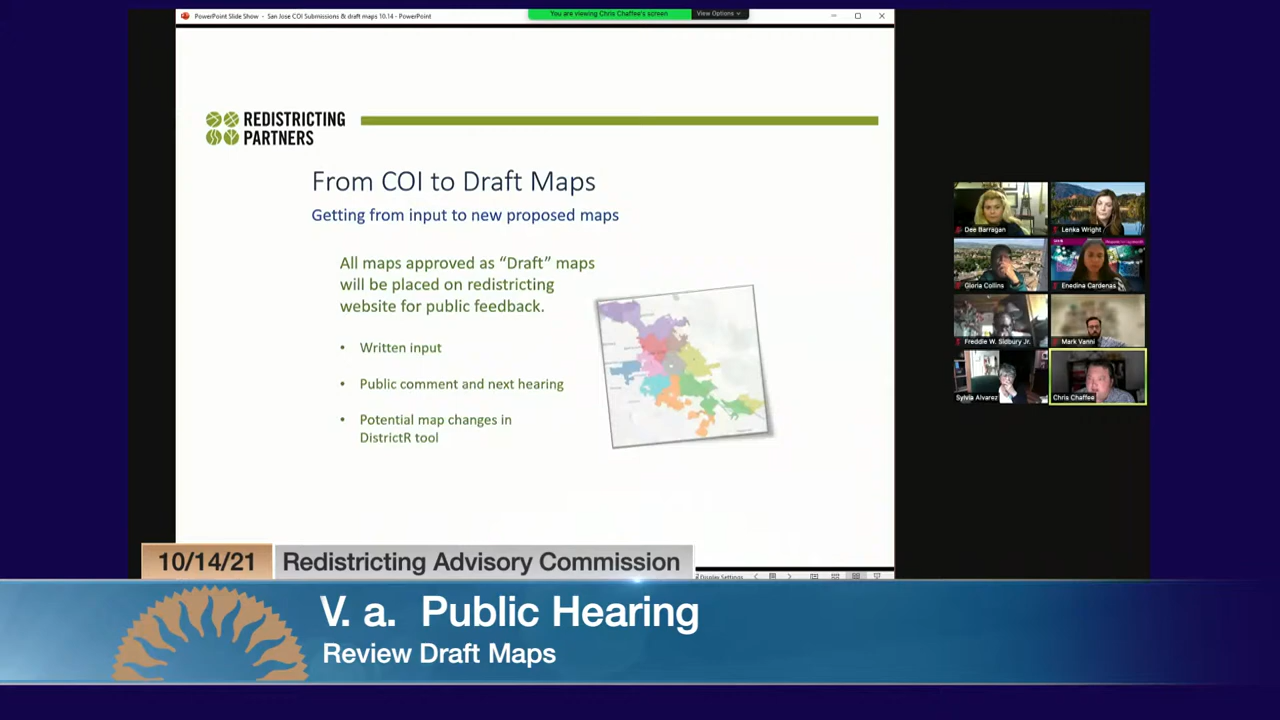 PowerPoint Slide Show - San Jose COI Submissions & draft maps 10.14 - PowerPoint
You are viewing Chris Chaffee's screen
View Options
REDISTRICTING
PARTNERS
From COI to Draft Maps
Getting from input to new proposed maps
All maps approved as “Draft” maps
will be placed on redistricting
website for public feedback.
• Written input
• Public comment and next hearing
• Potential map changes in
DistrictR tool
Dee Barragan
Lenka Wright
Gloria Collins
Enedina Cardenas
Freddie W. Sidbury Jr.
Mark Vanni
Sylvia Alvarez
Chris Chaffee
Display Settings
10/14/21
Redistricting Advisory Commission
V. a. Public Hearing
Review Draft Maps